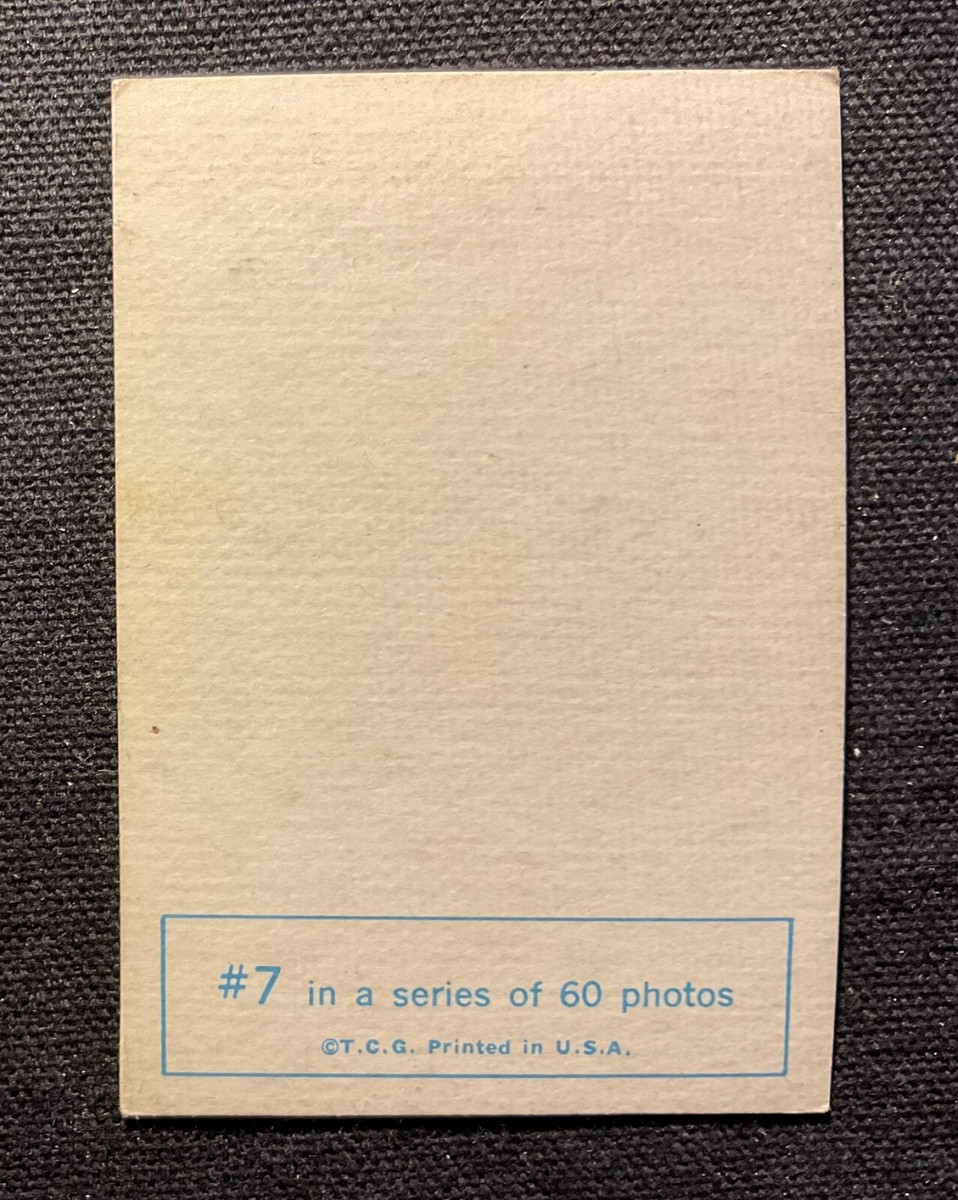 #7 in a series of 60 photos
©T.C.G. Printed in U.S.A.